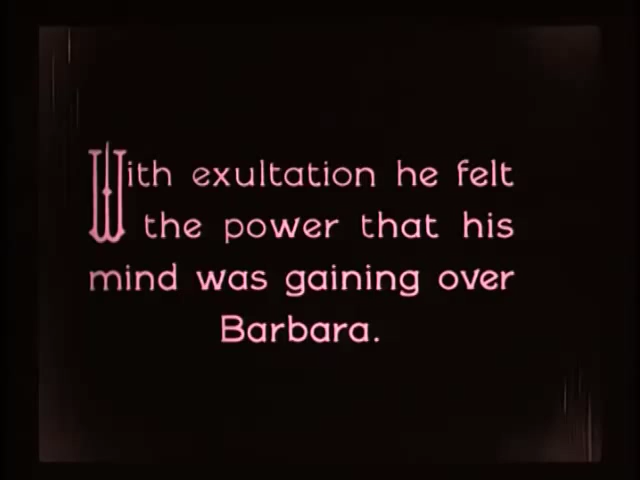 With exultation he felt
the power that his
mind was gaining over
Barbara.